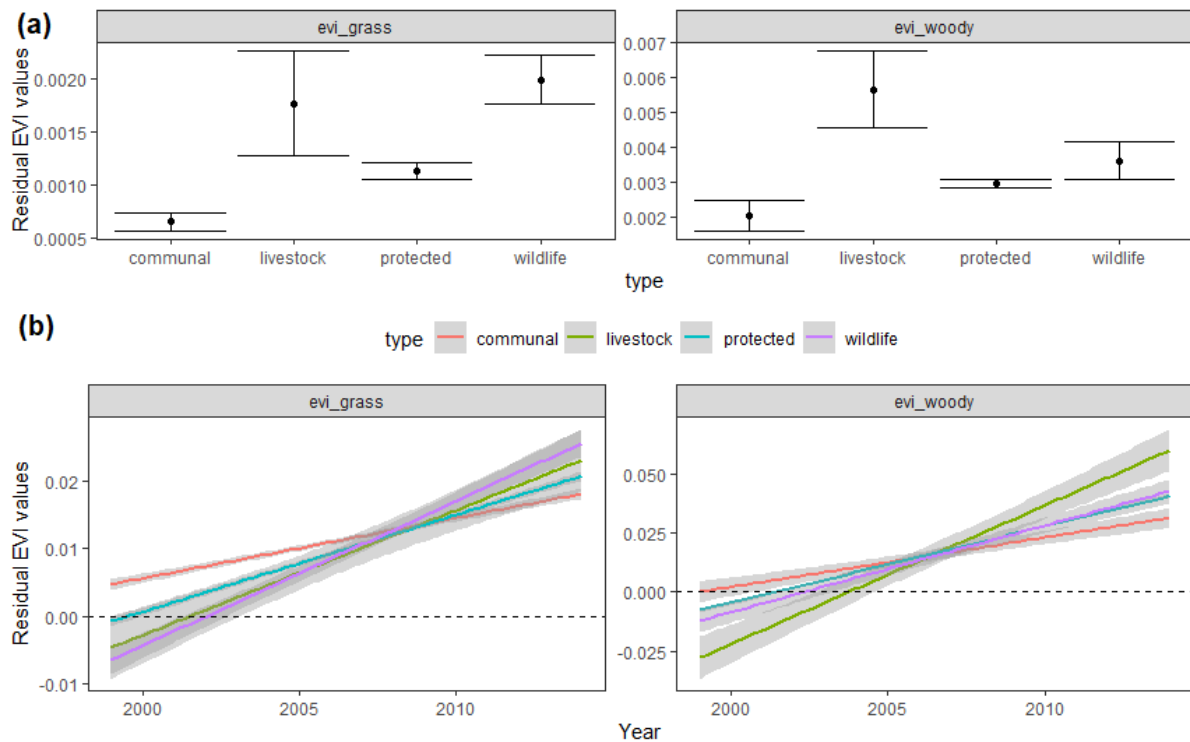 (a)
evi_grass
evi_woody
Residual EVI values
0.0020
0.0015
0.0010
0.0005
0.007
0.006
0.005
0.004
0.003
0.002
communal livestock protected wildlife
communal livestock protected wildlife
type
(b)
type communal livestock protected wildlife
evi_grass
evi_woody
Residual EVI values
0.02
0.01
0.00
-0.01
0.050
0.025
0.000
-0.025
2000 2005 2010
2000 2005 2010
Year